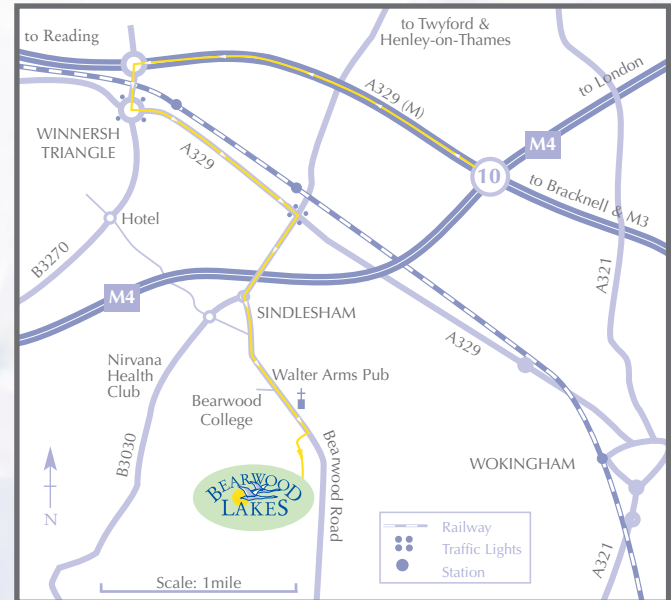 to Reading
to Twyford &
Henley-on-Thames
to London
A329 (M)
M4
WINNERSH
TRIANGLE
A329
10
to Bracknell & M3
Hotel
B3270
A321
M4
SINDLESHAM
A329
Nirvana
Health
Club
Walter Arms Pub
Bearwood
College
B3030
Bearwood Road
WOKINGHAM
BEARWOOD
LAKES
N
Railway
Traffic Lights
Station
A321
Scale: 1mile